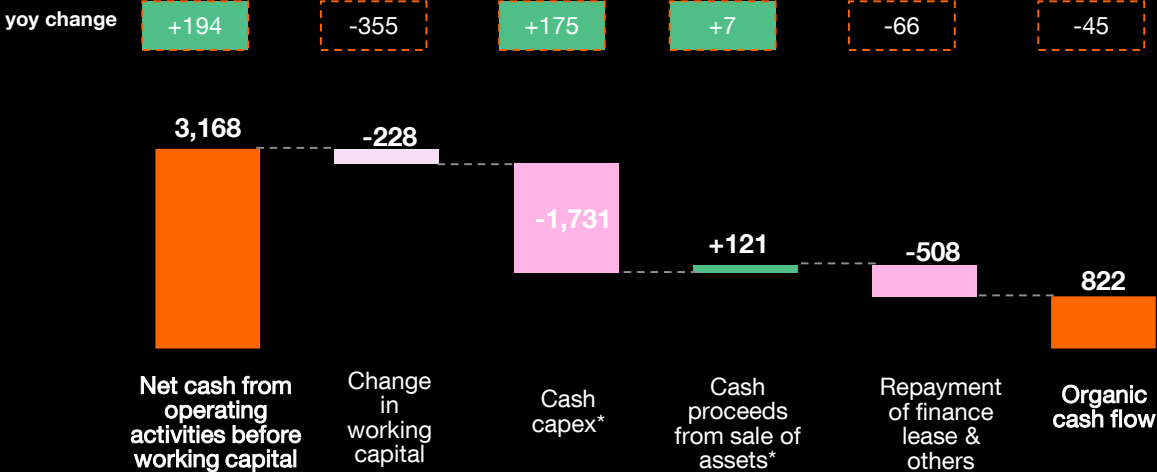 yoy change +194 -355 +175 +7 -66 -45
3,168 -228 -1,731 +121 -508 822
Net cash from
operating
activities before
working capital
Change
in
working
capital
Cash
capex*
Cash
proceeds
from sale of
assets*
Repayment
of finance
lease &
others
Organic
cash flow